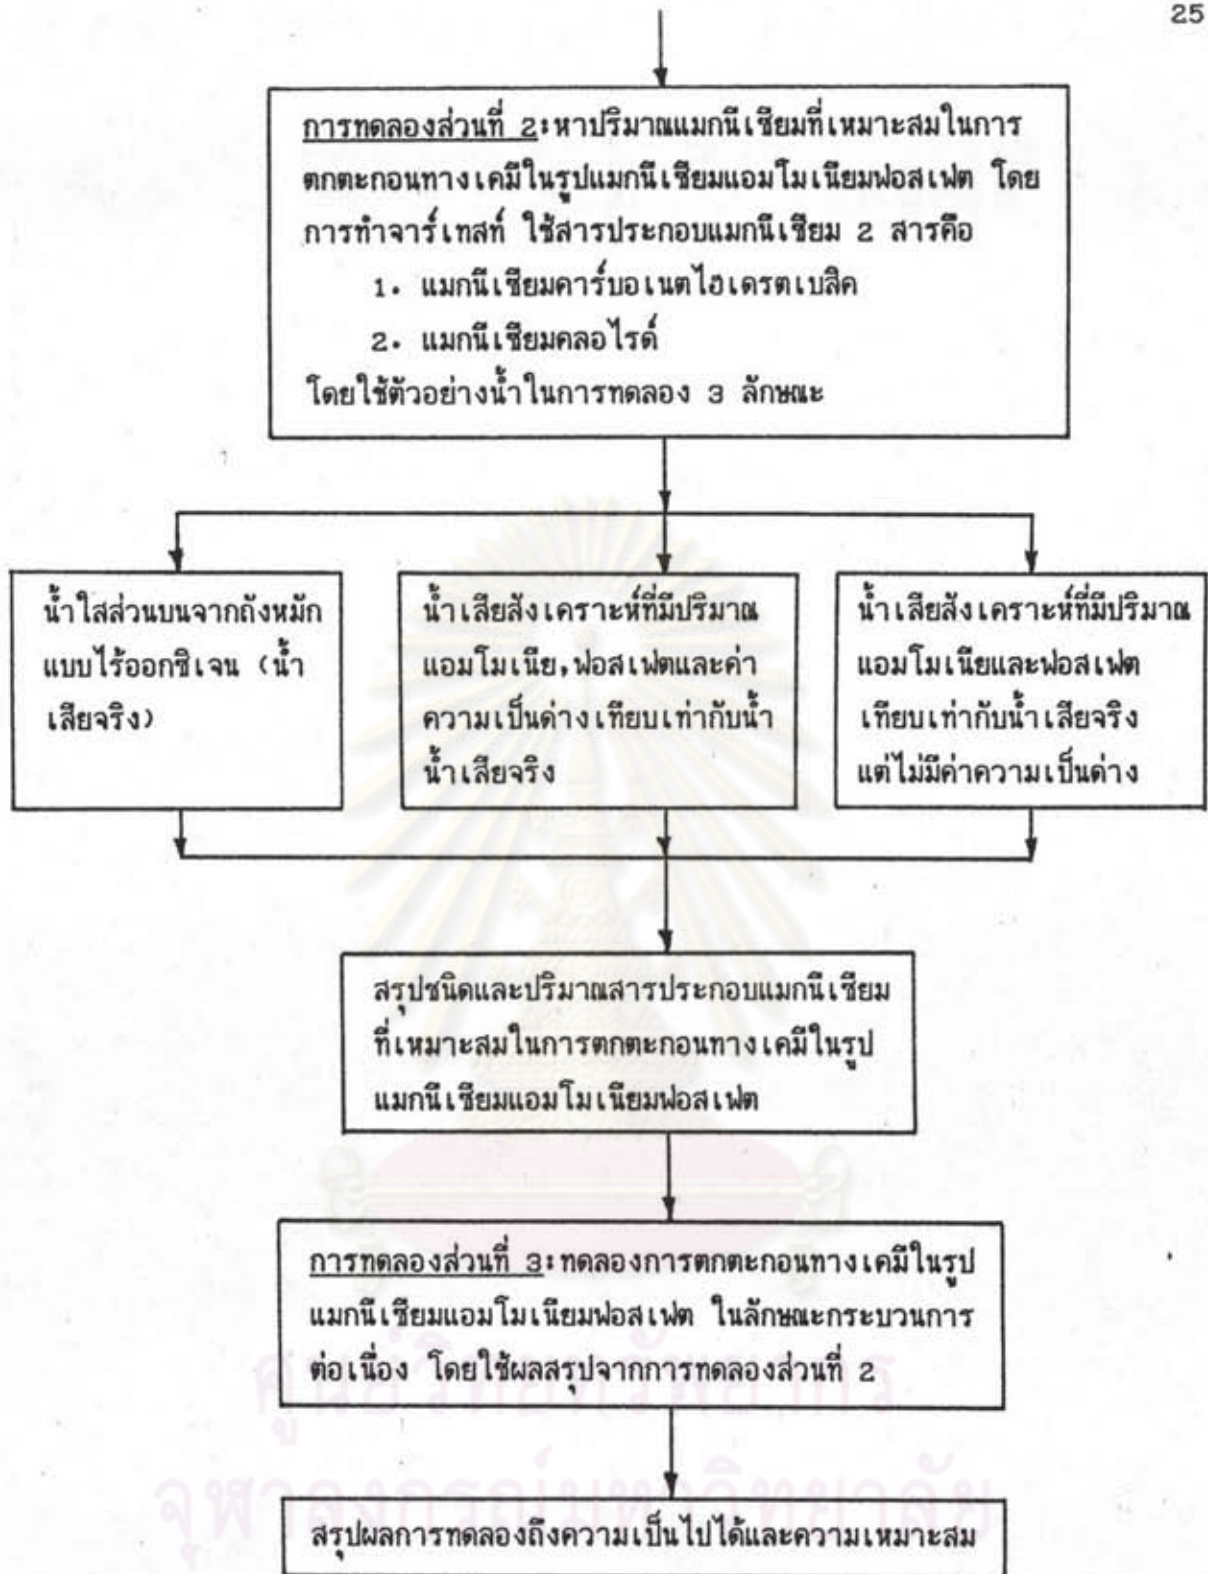 25
การทดลองส่วนที่ 2:หาปริมาณแมกนีเซียมที่เหมาะสมในการ
ตกตะกอนทางเคมีในรูปแมกนีเซียมแอมโมเนียมฟอสเฟต โดย
การทำจาร์เทสท์ ใช้สารประกอบแมกนีเซียม 2 สารคือ
1. แมกนีเซียมคาร์บอเนตไฮเดรตเบสิค
2. แมกนีเซียมคลอไรด์
โดยใช้ตัวอย่างน้ำในการทดลอง 3 ลักษณะ
น้ำใสส่วนบนจากถังหมัก
แบบไร้ออกซิเจน (น้ำ
เสียจริง)
น้ำเสียสังเคราะห์ที่มีปริมาณ
แอมโมเนีย,ฟอสเฟตและค่า
ความเป็นด่างเทียบเท่ากับน้ำ
น้ำเสียจริง
น้ำเสียสังเคราะห์ที่มีปริมาณ
แอมโมเนียและฟอสเฟต
เทียบเท่ากับน้ำเสียจริง
แต่ไม่มีค่าความเป็นด่าง
สรุปชนิดและปริมาณสารประกอบแมกนีเซียม
ที่เหมาะสมในการตกตะกอนทางเคมีในรูป
แมกนีเซียมแอมโมเนียมฟอสเฟต
การทดลองส่วนที่ 3:ทดลองการตกตะกอนทางเคมีในรูป
แมกนีเซียมแอมโมเนียมฟอสเฟต ในลักษณะกระบวนการ
ต่อเนื่อง โดยใช้ผลสรุปจากการทดลองส่วนที่ 2
ศูนย์วิทยทรัพยากร
จุฬาลงกรณ์มหาวิทยาลัย
สรุปผลการทดลองถึงความเป็นไปได้และความเหมาะสม